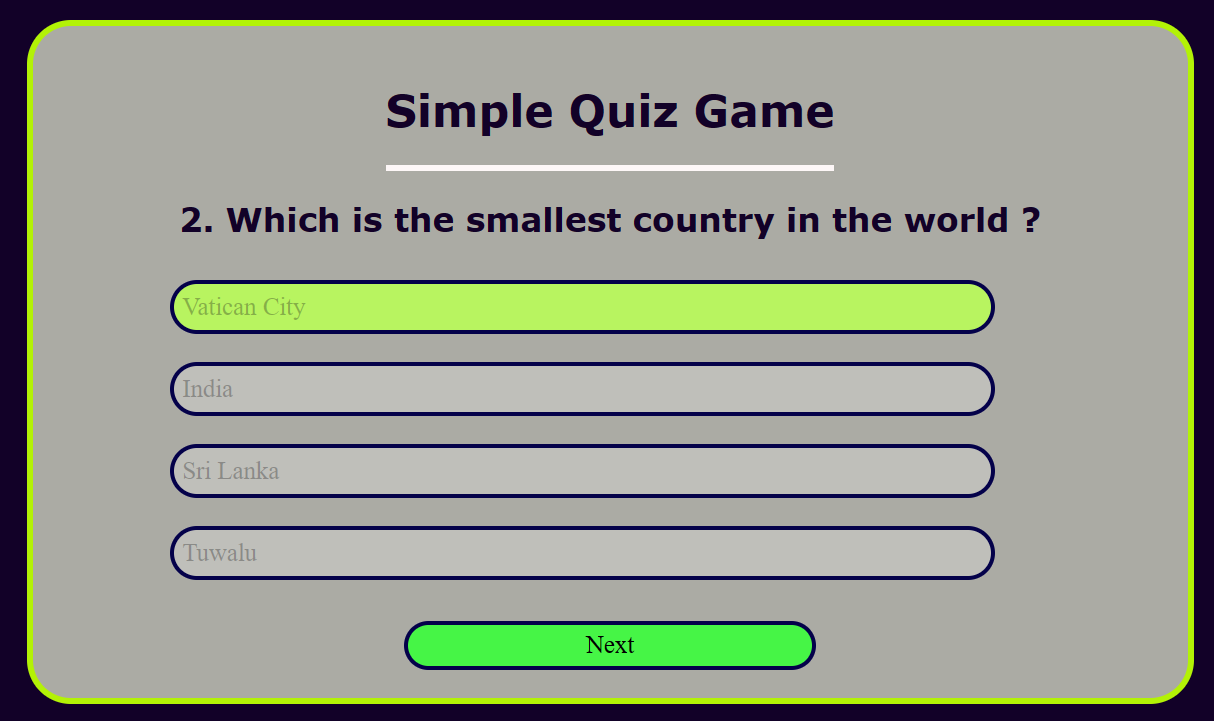 Simple Quiz Game
2. Which is the smallest country in the world ?
Vatican City
India
Sri Lanka
Tuwalu
Next